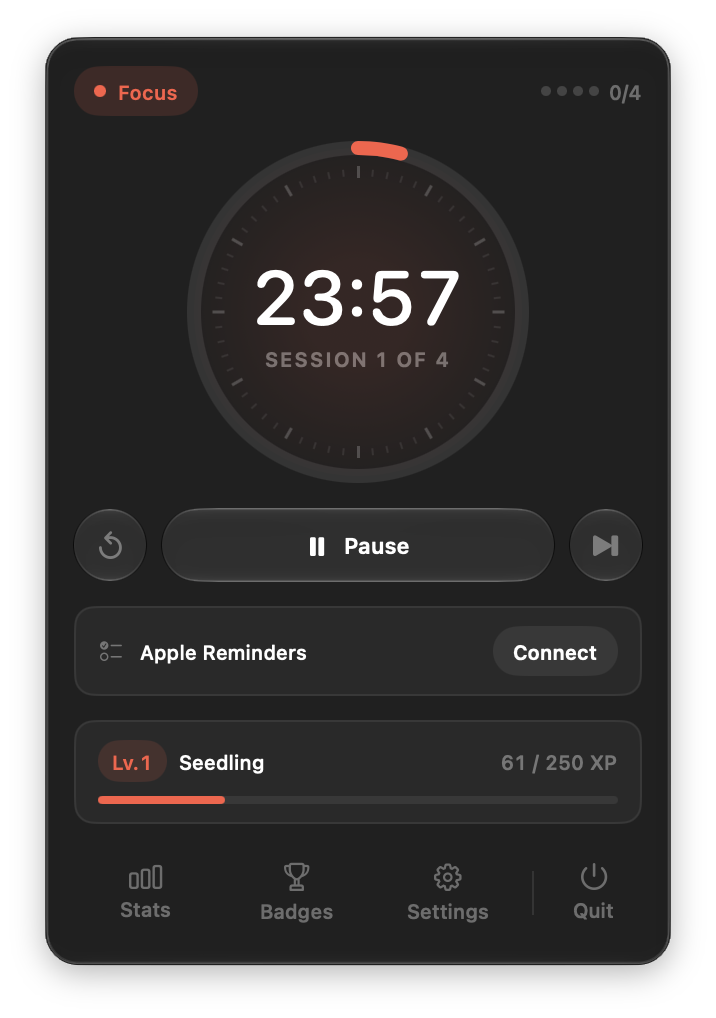 Focus
0/4
23:57
SESSION 1 OF 4
Pause
Apple Reminders
Connect
Lv.1 Seedling
61 / 250 XP
Stats
Badges
Settings
Quit